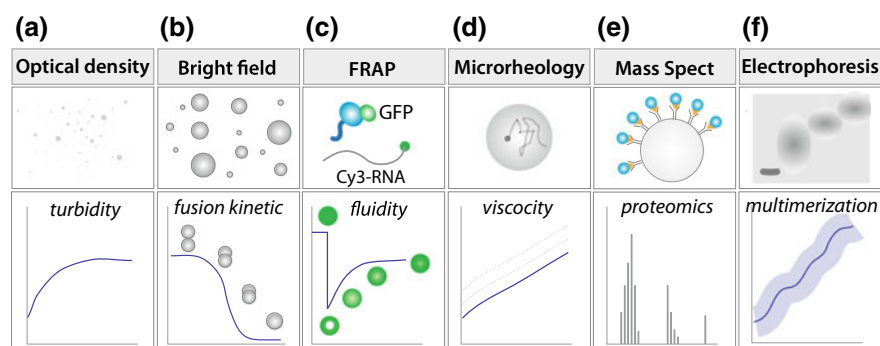 (a) (b) (c) (d) (e) (f)
Optical density Bright field FRAP Microrheology Mass Spect Electrophoresis
GFP
Cy3-RNA
turbidity fusion kinetic fluidity viscocity proteomics multimerization